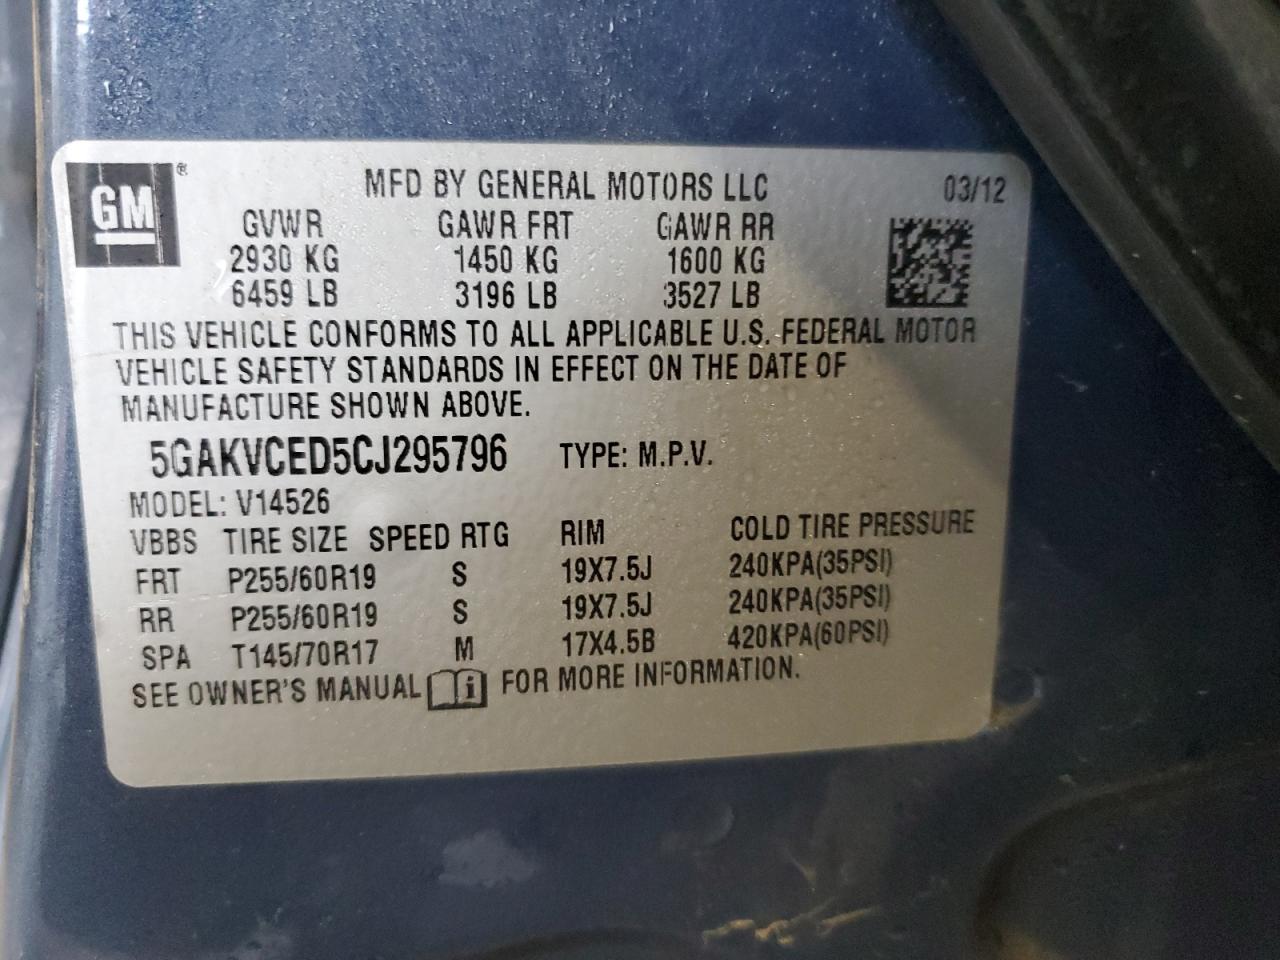 GM®
MFD BY GENERAL MOTORS LLC 03/12
GVWR GAWR FRT GAWR RR
2930 KG 1450 KG 1600 KG
6459 LB 3196 LB 3527 LB
THIS VEHICLE CONFORMS TO ALL APPLICABLE U.S. FEDERAL MOTOR
VEHICLE SAFETY STANDARDS IN EFFECT ON THE DATE OF
MANUFACTURE SHOWN ABOVE.
5GAKVCED5CJ295796 TYPE: M.P.V.
MODEL: V14526
VBBS TIRE SIZE SPEED RTG RIM COLD TIRE PRESSURE
FRT P255/60R19 S 19X7.5J 240KPA(35PSI)
RR P255/60R19 S 19X7.5J 240KPA(35PSI)
SPA T145/70R17 M 17X4.5B 420KPA(60PSI)
SEE OWNER'S MANUAL i FOR MORE INFORMATION.